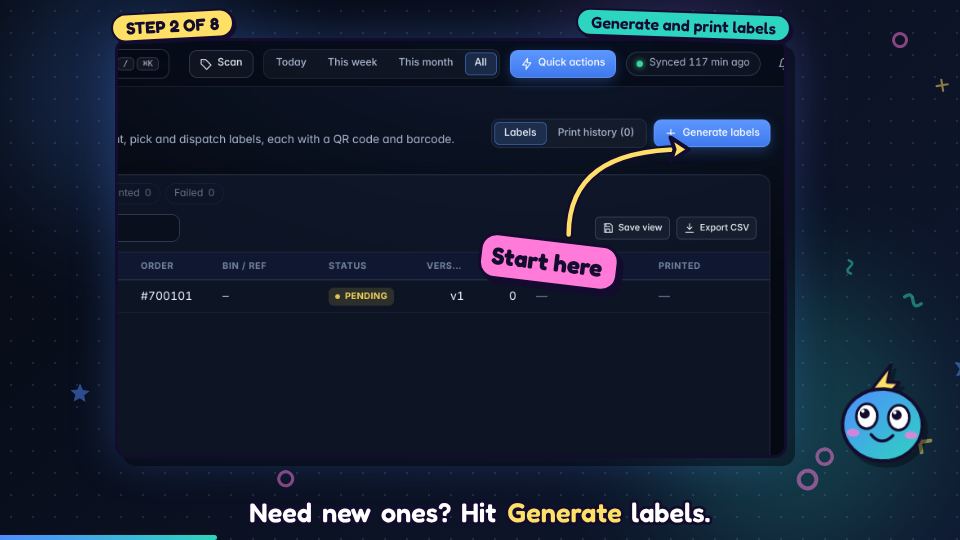 STEP 2 OF 8
Generate and print labels
/ ⌘K
Scan
Today
This week
This month
All
Quick actions
Synced 117 min ago
, pick and dispatch labels, each with a QR code and barcode.
Labels
Print history (0)
Generate labels
nted 0
Failed 0
Save view
Export CSV
Start here
ORDER
BIN / REF
STATUS
VERS...
PRINTED
#700101
–
PENDING
v1
0
—
—
Need new ones? Hit Generate labels.